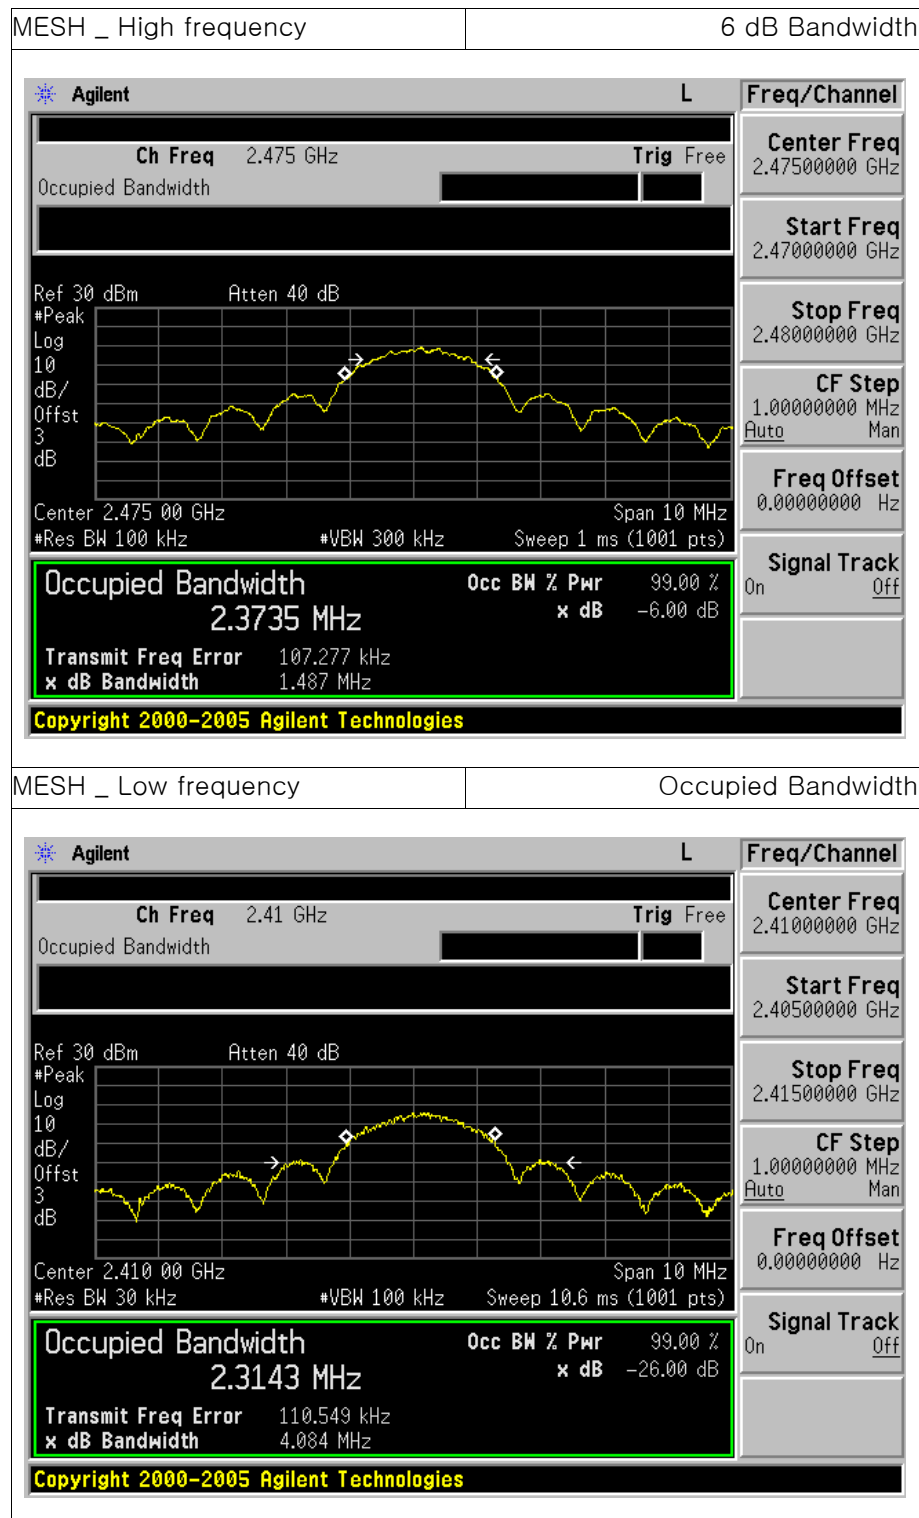 MESH _ High frequency 6 dB Bandwidth
Agilent L Freq/Channel
Ch Freq 2.475 GHz Trig Free
Occupied Bandwidth
Center Freq
2.47500000 GHz
Start Freq
2.47000000 GHz
Stop Freq
2.48000000 GHz
CF Step
1.00000000 MHz
Auto Man
Freq Offset
0.00000000 Hz
Signal Track
On Off
Ref 30 dBm Atten 40 dB
#Peak
Log
10
dB/
Offst
3
dB
Center 2.475 00 GHz Span 10 MHz
#Res BW 100 kHz #VBW 300 kHz Sweep 1 ms (1001 pts)
Occupied Bandwidth Occ BW % Pwr 99.00 %
2.3735 MHz x dB -6.00 dB
Transmit Freq Error 107.277 kHz
x dB Bandwidth 1.487 MHz
Copyright 2000-2005 Agilent Technologies
MESH _ Low frequency Occupied Bandwidth
Agilent L Freq/Channel
Ch Freq 2.41 GHz Trig Free
Occupied Bandwidth
Center Freq
2.41000000 GHz
Start Freq
2.40500000 GHz
Stop Freq
2.41500000 GHz
CF Step
1.00000000 MHz
Auto Man
Freq Offset
0.00000000 Hz
Signal Track
On Off
Ref 30 dBm Atten 40 dB
#Peak
Log
10
dB/
Offst
3
dB
Center 2.410 00 GHz Span 10 MHz
#Res BW 30 kHz #VBW 100 kHz Sweep 10.6 ms (1001 pts)
Occupied Bandwidth Occ BW % Pwr 99.00 %
2.3143 MHz x dB -26.00 dB
Transmit Freq Error 110.549 kHz
x dB Bandwidth 4.084 MHz
Copyright 2000-2005 Agilent Technologies